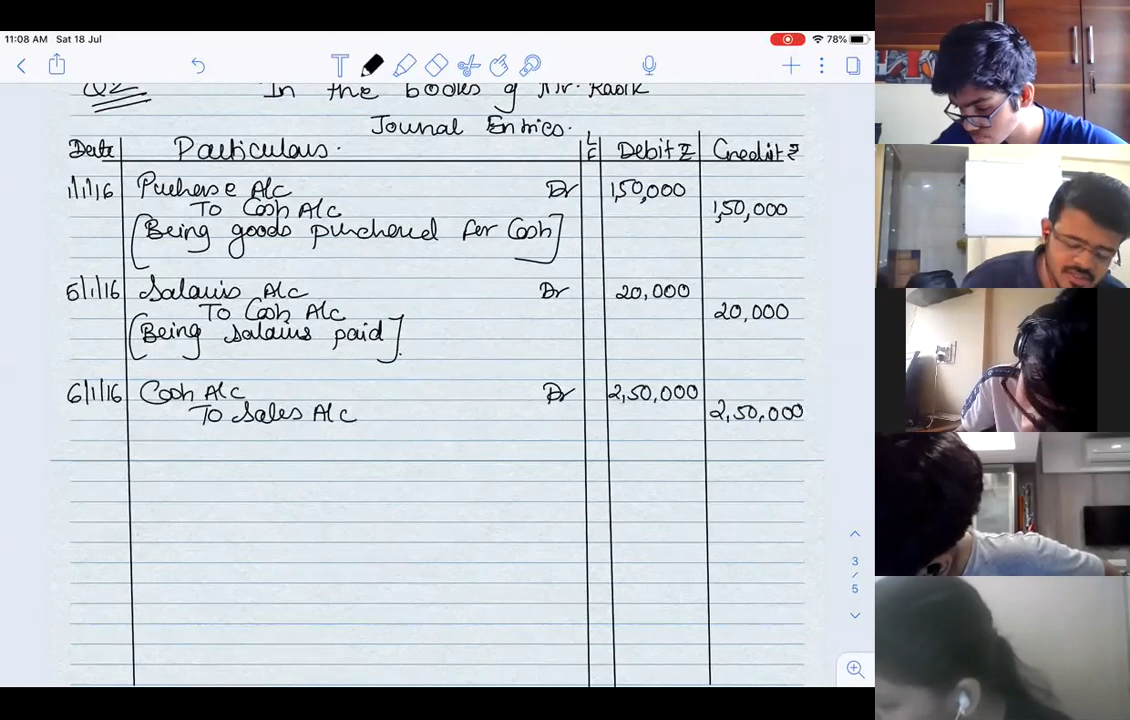 11:08 AM Sat 18 Jul
78%
T
Q2 In the books of Mr.
Journal Entries.
Date Particulars. L F Debit ₹ Credit ₹
1/1/16 Purchase A/c Dr 1,50,000
To Cash A/c 1,50,000
[Being goods purchased for Cash]
5/1/16 Salaries A/c Dr 20,000
To Cash A/c 20,000
[Being Salaries paid].
6/1/16 Cash A/c Dr 2,50,000
To Sales A/c 2,50,000
3
/
5